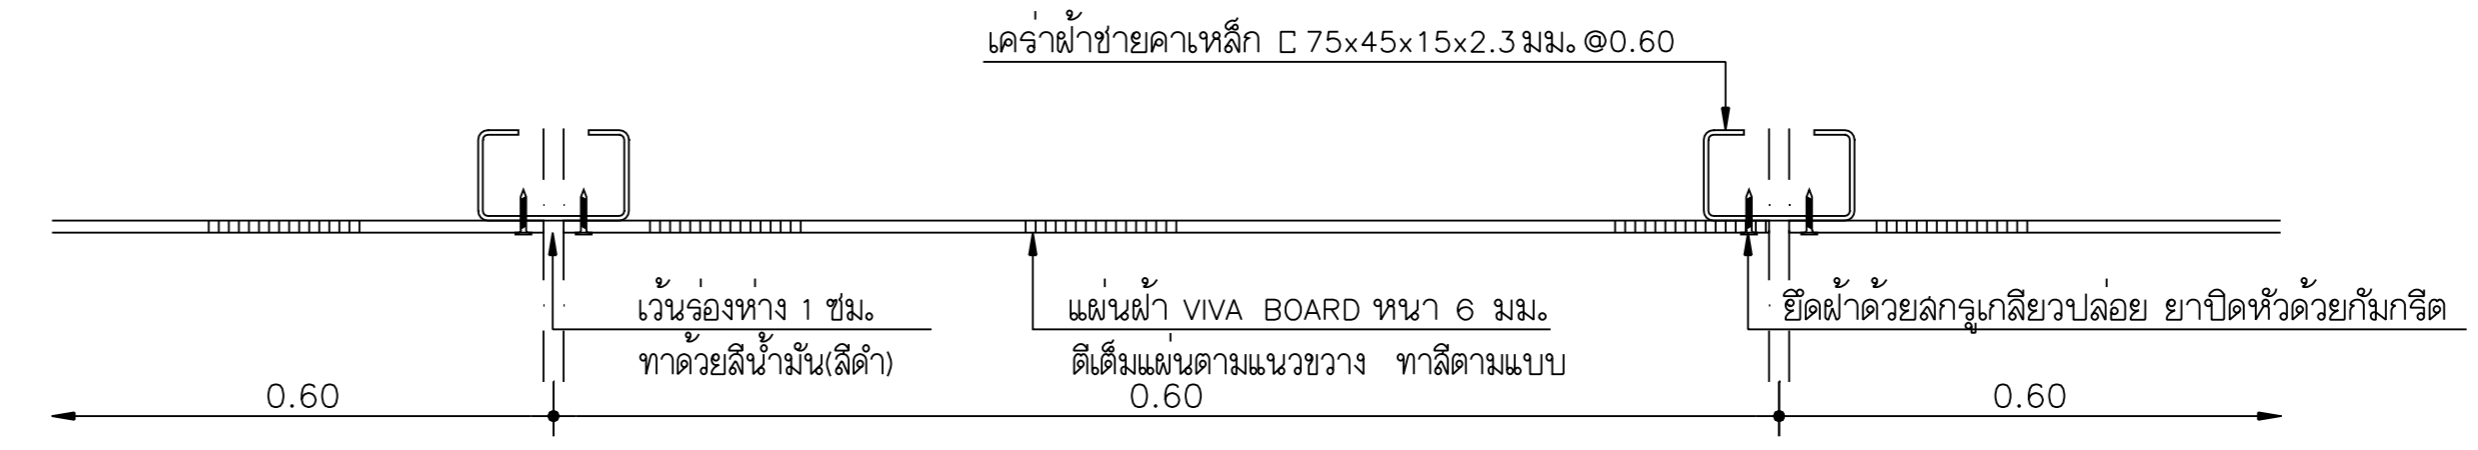 เคร่าฝ้าชายคาเหล็ก [ 75x45x15x2.3 มม. @0.60
เว้นร่องห่าง 1 ซม.
ทาด้วยสีน้ำมัน(สีดำ)
แผ่นฝ้า VIVA BOARD หนา 6 มม.
ตีเต็มแผ่นตามแนวขวาง ทาสีตามแบบ
ยึดฝ้าด้วยสกรูเกลียวปล่อย ยาปิดหัวด้วยกัมกรีต
0.60
0.60
0.60